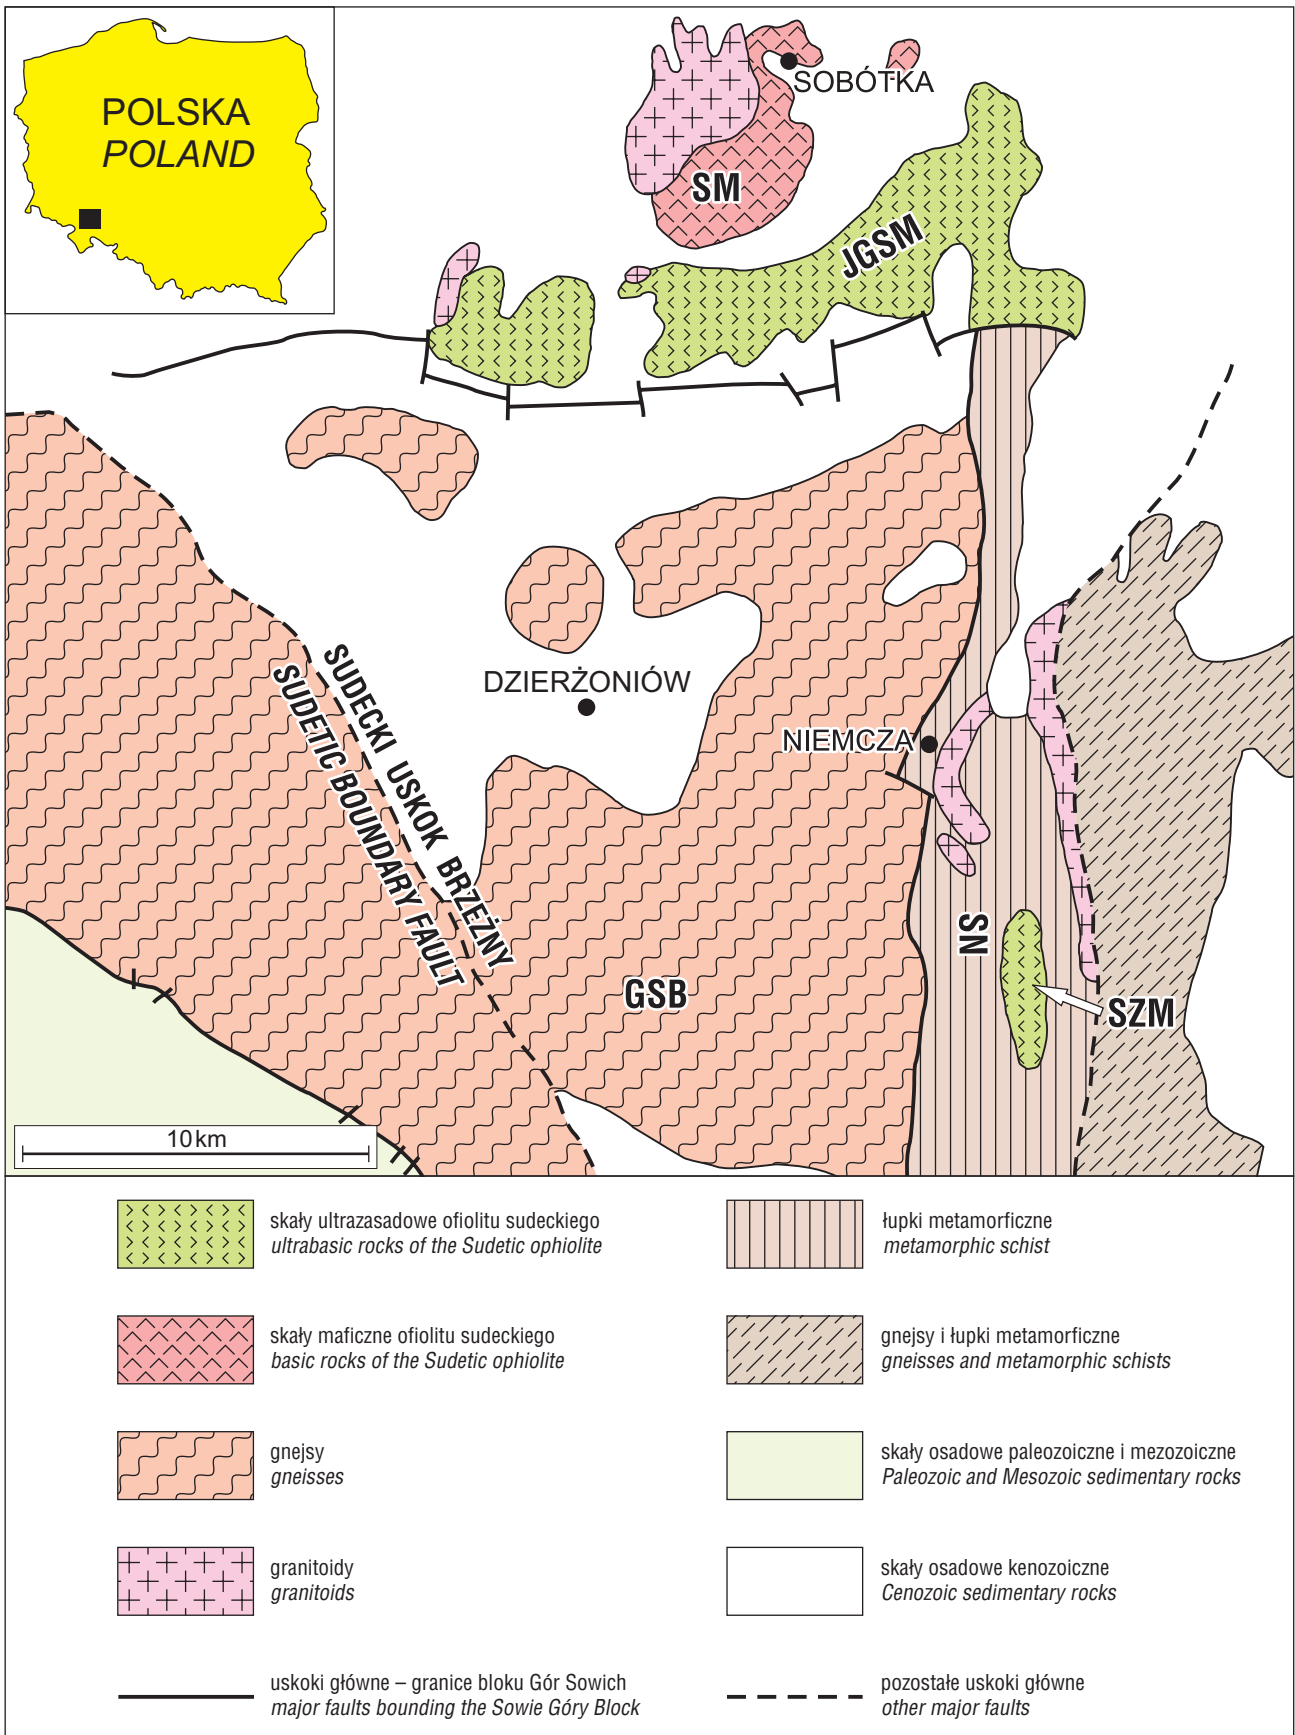 POLSKA
POLAND
SOBÓTKA
SM
JGSM
SUDECKI USKOK BRZEŻNY
SUDETIC BOUNDARY FAULT
DZIERŻONIÓW
NIEMCZA
NS
GSB
SZM
10 km
skały ultrazasadowe ofiolitu sudeckiego
ultrabasic rocks of the Sudetic ophiolite
skały maficzne ofiolitu sudeckiego
basic rocks of the Sudetic ophiolite
gnejsy
gneisses
granitoidy
granitoids
uskoki główne – granice bloku Gór Sowich
major faults bounding the Sowie Góry Block
łupki metamorficzne
metamorphic schist
gnejsy i łupki metamorficzne
gneisses and metamorphic schists
skały osadowe paleozoiczne i mezozoiczne
Paleozoic and Mesozoic sedimentary rocks
skały osadowe kenozoiczne
Cenozoic sedimentary rocks
pozostałe uskoki główne
other major faults